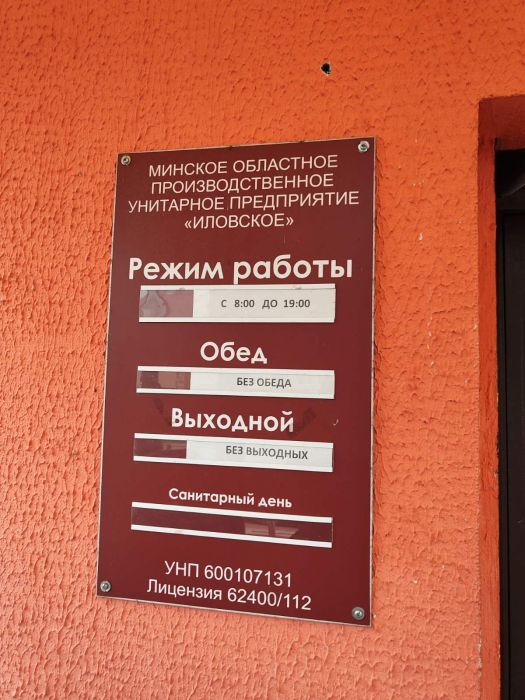 МИНСКОЕ ОБЛАСТНОЕ
ПРОИЗВОДСТВЕННОЕ
УНИТАРНОЕ ПРЕДПРИЯТИЕ
«ИЛОВСКОЕ»
Режим работы
С 8:00 ДО 19:00
Обед
БЕЗ ОБЕДА
Выходной
БЕЗ ВЫХОДНЫХ
Санитарный день
УНП 600107131
Лицензия 62400/112